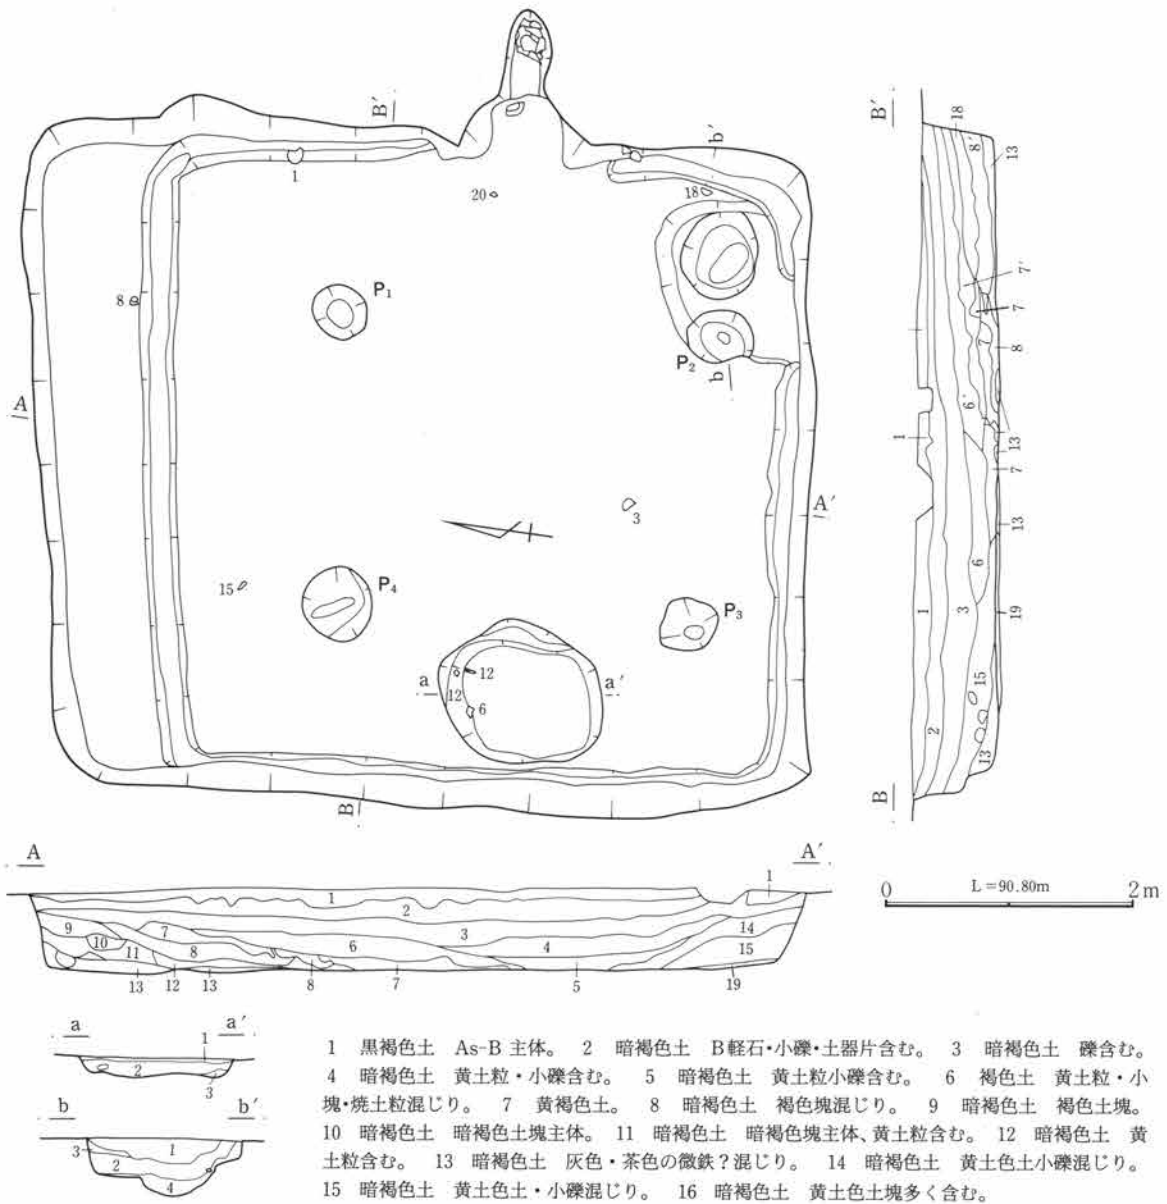 B′
b′
B′
18
8′
13
1
20
18
7′
7
7
8
8
P₁
P₂
b
A
6′
1
13
7
A′
3
13
15
P₄
P₃
6
1
3
19
a
12
12
a′
6
15
2
13
B
B
A
A′
1
1
2
0 L=90.80m 2m
9
7
3
14
10
6
4
11
8
15
13 12 13 8 7 5 19
a a′
1
2
3
b b′
3
1
2
4
1 黒褐色土 As-B 主体。 2 暗褐色土 B軽石・小礫・土器片含む。 3 暗褐色土 礫含む。
4 暗褐色土 黄土粒・小礫含む。 5 暗褐色土 黄土粒小礫含む。 6 褐色土 黄土粒・小
塊・焼土粒混じり。 7 黄褐色土。 8 暗褐色土 褐色塊混じり。 9 暗褐色土 褐色土塊。
10 暗褐色土 暗褐色土塊主体。 11 暗褐色土 暗褐色塊主体、黄土粒含む。 12 暗褐色土 黄
土粒含む。 13 暗褐色土 灰色・茶色の微鉄？混じり。 14 暗褐色土 黄土色土小礫混じり。
15 暗褐色土 黄土色土・小礫混じり。 16 暗褐色土 黄土色土塊多く含む。